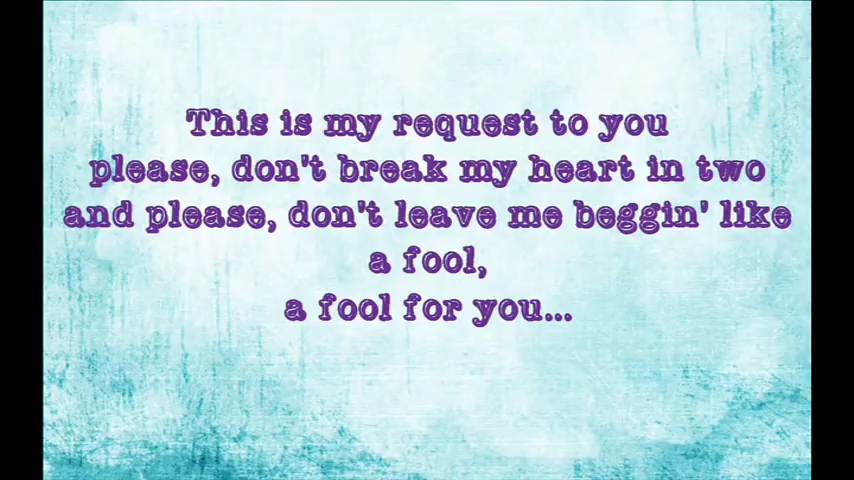 This is my request to you
please, don't break my heart in two
and please, don't leave me beggin' like
a fool,
a fool for you...